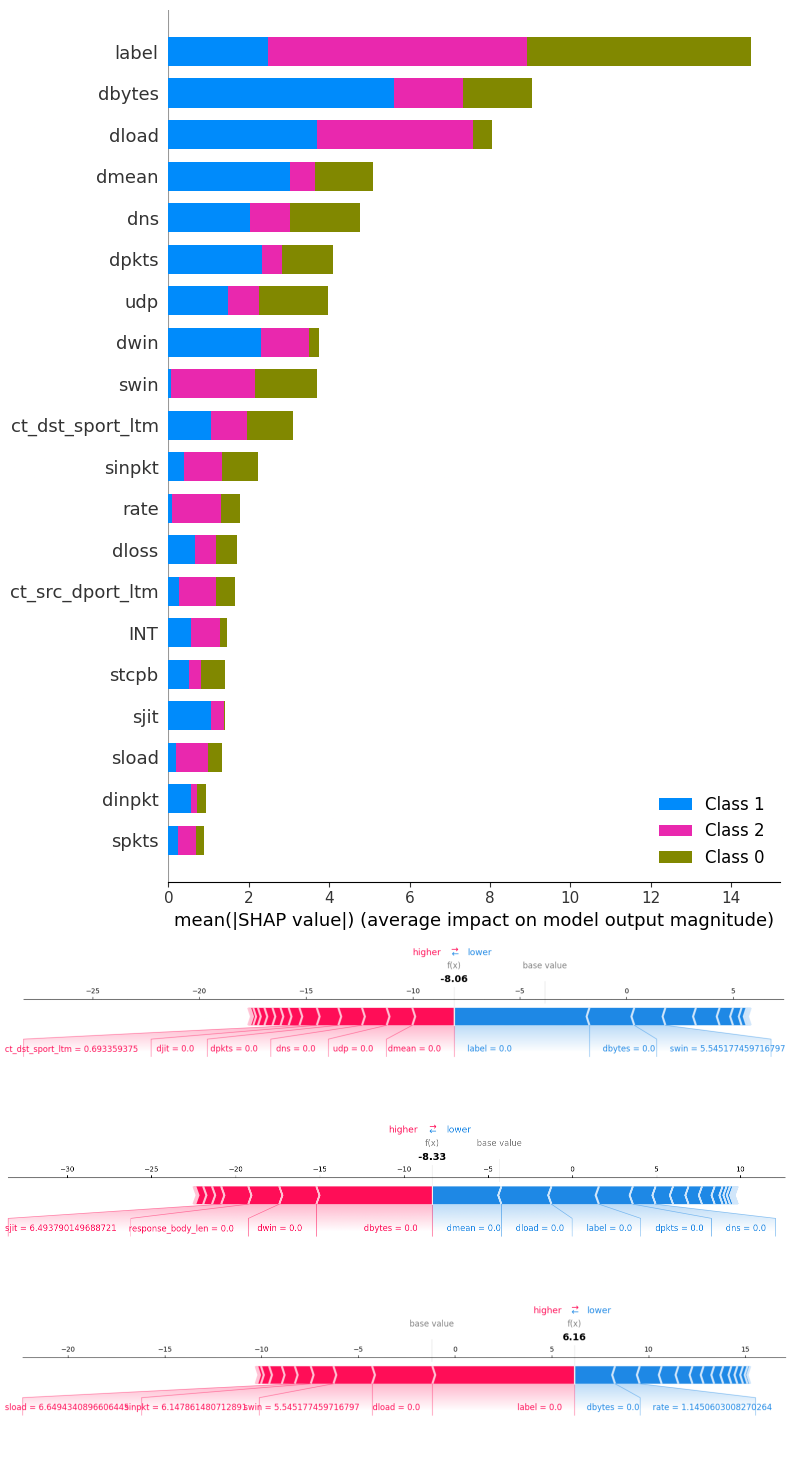 label
dbytes
dload
dmean
dns
dpkts
udp
dwin
swin
ct_dst_sport_ltm
sinpkt
rate
dloss
ct_src_dport_ltm
INT
stcpb
sjit
sload
dinpkt
spkts
Class 1
Class 2
Class 0
0 2 4 6 8 10 12 14
mean(|SHAP value|) (average impact on model output magnitude)
higher ⇄ lower
f(x) base value
-8.06
−25 −20 −15 −10 −5 0 5
ct_dst_sport_ltm = 0.693359375 djit = 0.0 dpkts = 0.0 dns = 0.0 udp = 0.0 dmean = 0.0 label = 0.0 dbytes = 0.0 swin = 5.545177459716797
higher ⇄ lower
f(x) base value
-8.33
−30 −25 −20 −15 −10 −5 0 5 10
sjit = 6.493790149688721 response_body_len = 0.0 dwin = 0.0 dbytes = 0.0 dmean = 0.0 dload = 0.0 label = 0.0 dpkts = 0.0 dns = 0.0
higher ⇄ lower
base value f(x)
6.16
−20 −15 −10 −5 0 5 10 15
sload = 6.6494340896606445 sinpkt = 6.147861480712891 swin = 5.545177459716797 dload = 0.0 label = 0.0 dbytes = 0.0 rate = 1.1450603008270264